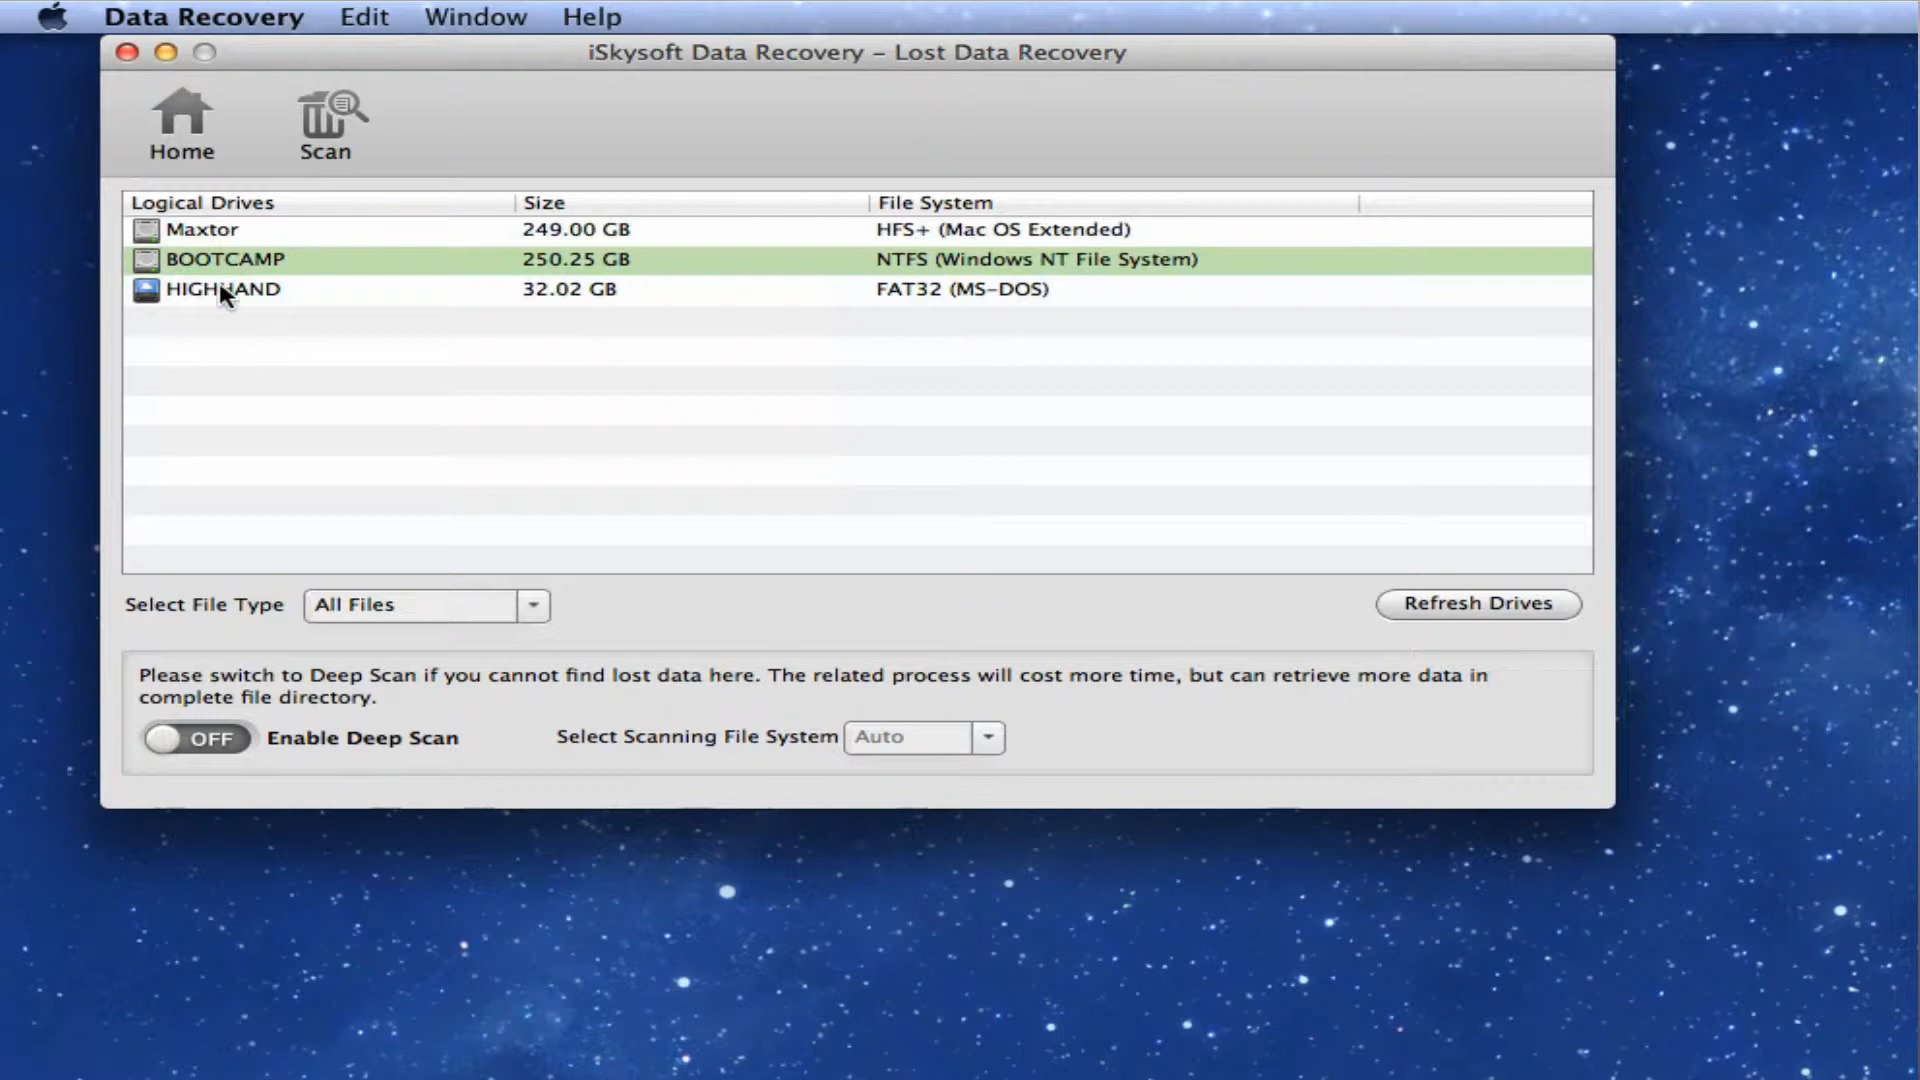 Data Recovery Edit Window Help
iSkysoft Data Recovery – Lost Data Recovery
Home Scan
Logical Drives Size File System
Maxtor 249.00 GB HFS+ (Mac OS Extended)
BOOTCAMP 250.25 GB NTFS (Windows NT File System)
HIGHHAND 32.02 GB FAT32 (MS-DOS)
Select File Type All Files Refresh Drives
Please switch to Deep Scan if you cannot find lost data here. The related process will cost more time, but can retrieve more data in
complete file directory.
OFF Enable Deep Scan Select Scanning File System Auto